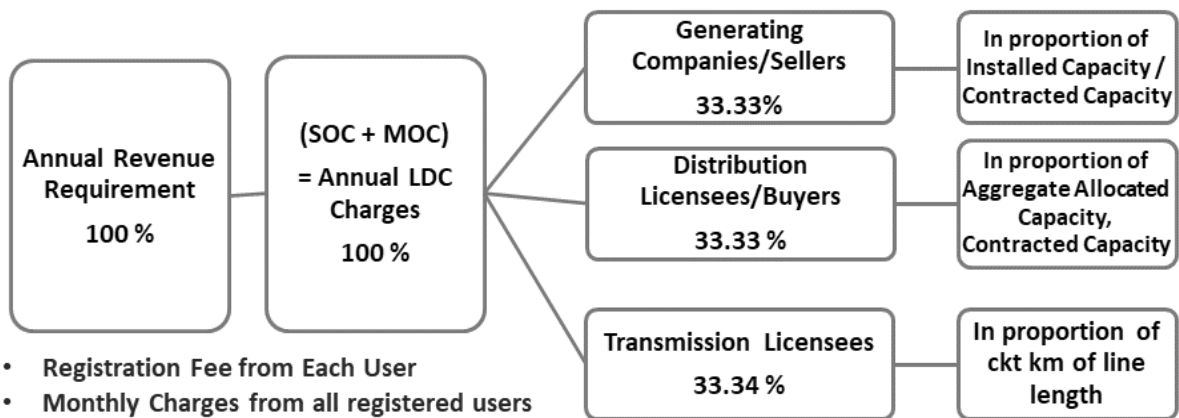 Annual Revenue
Requirement
100 %
(SOC + MOC)
= Annual LDC
Charges
100 %
Generating
Companies/Sellers
33.33%
In proportion of
Installed Capacity /
Contracted Capacity
Distribution
Licensees/Buyers
33.33 %
In proportion of
Aggregate Allocated
Capacity,
Contracted Capacity
Transmission Licensees
33.34 %
In proportion of
ckt km of line
length
• Registration Fee from Each User
• Monthly Charges from all registered users